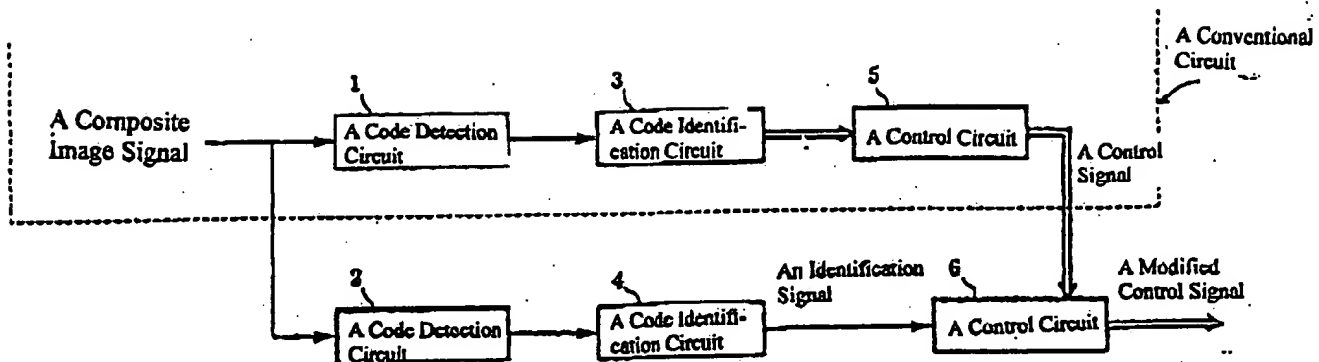 A Conventional
Circuit
1
3
5
A Composite
Image Signal
A Code Detection
Circuit
A Code Identifi-
cation Circuit
A Control Circuit
A Control
Signal
2
4
An Identification
Signal
6
A Modified
Control Signal
A Code Detection
Circuit
A Code Identifi-
cation Circuit
A Control Circuit